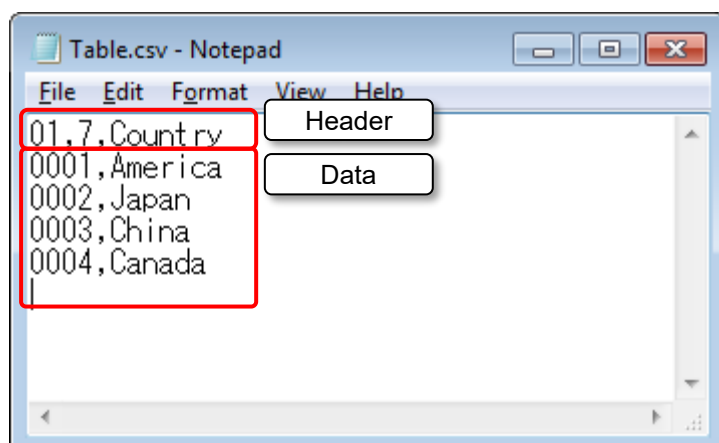 Table.csv - Notepad
File Edit Format View Help
Header
01,7,Country
Data
0001,America
0002,Japan
0003,China
0004,Canada